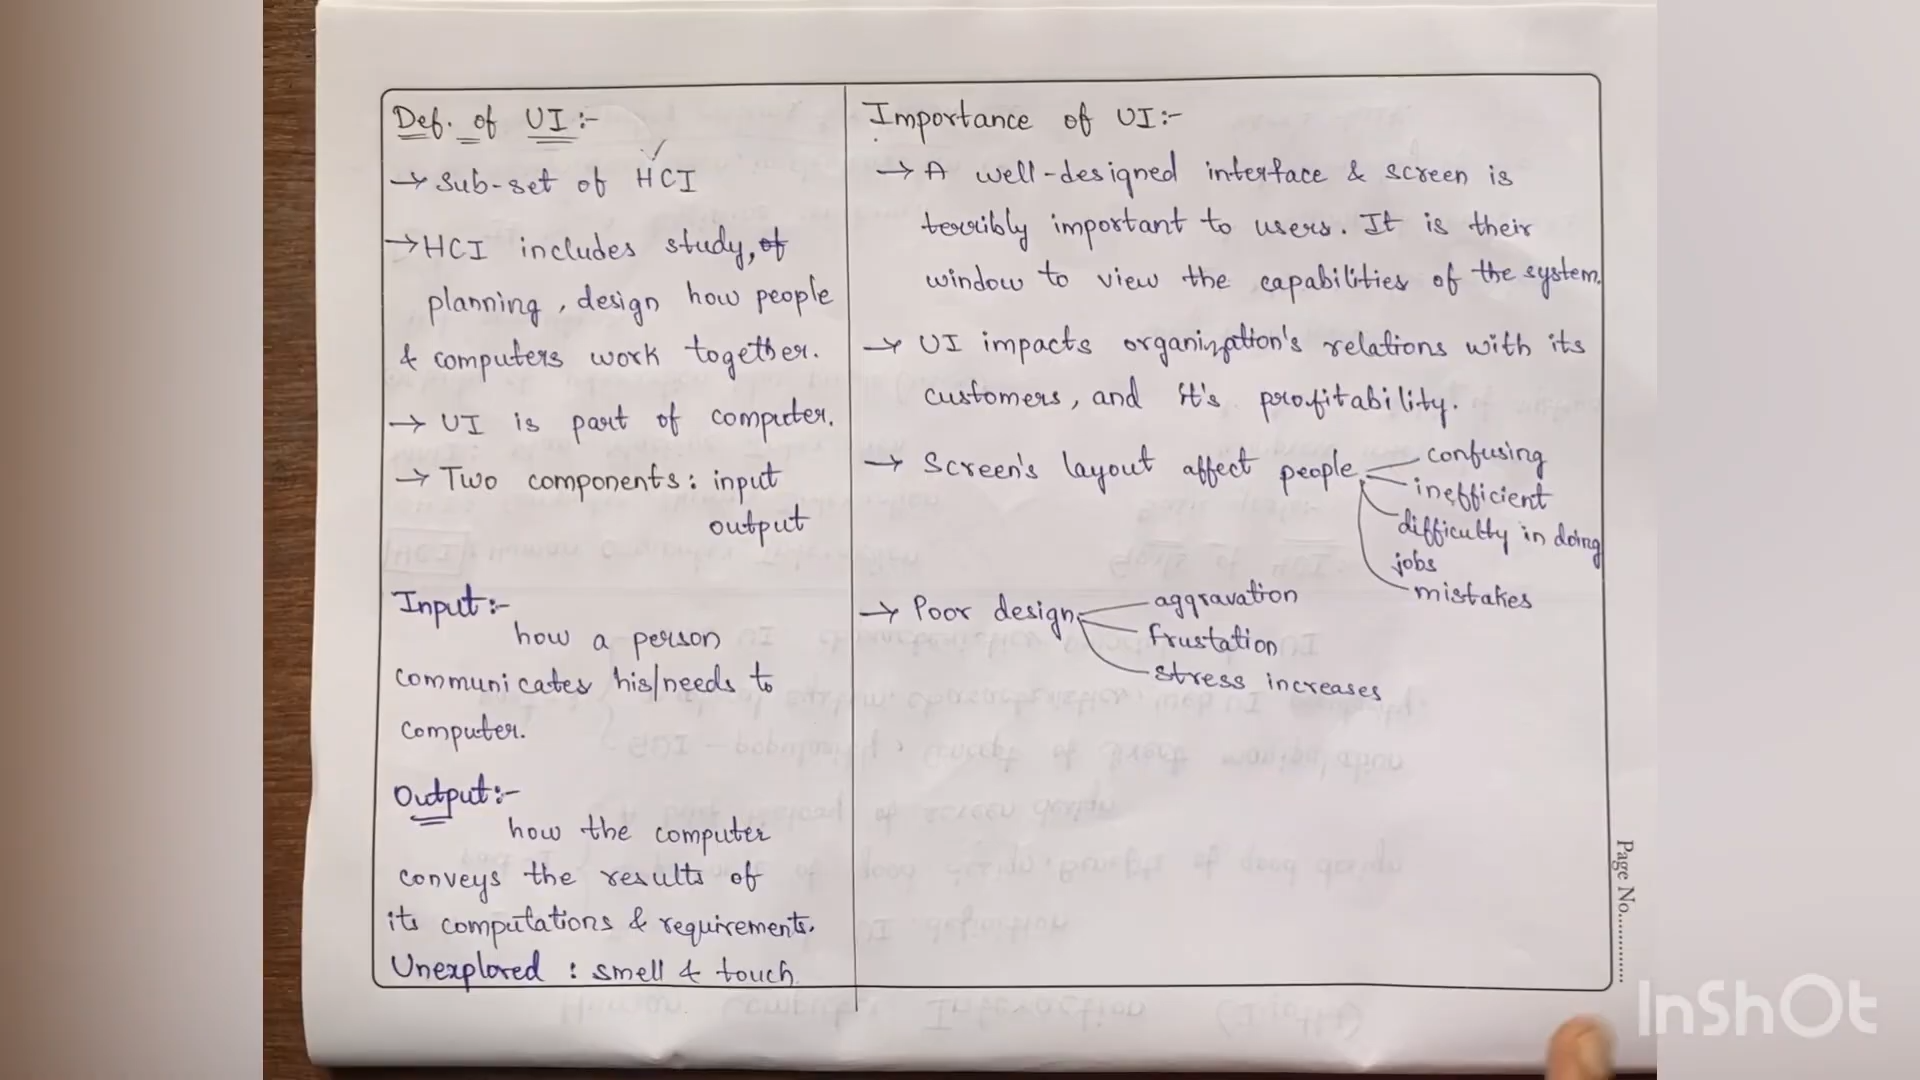 Def. of UI:-
→ Sub-set of HCI
→ HCI includes study,
planning, design how people
& computers work together.
→ UI is part of computer.
→ Two components: input
output
Input:-
how a person
communicates his/needs to
computer.
Output:-
how the computer
conveys the results of
its computations & requirements.
Unexplored : smell & touch.
Importance of UI:-
→ A well-designed interface & screen is
terribly important to users. It is their
window to view the capabilities of the system.
→ UI impacts organization's relations with its
customers, and it's profitability.
→ Screen's layout affect people
confusing
inefficient
difficulty in doing
jobs
mistakes
→ Poor design
aggravation
frustation
stress increases
Page No.............
InShOt